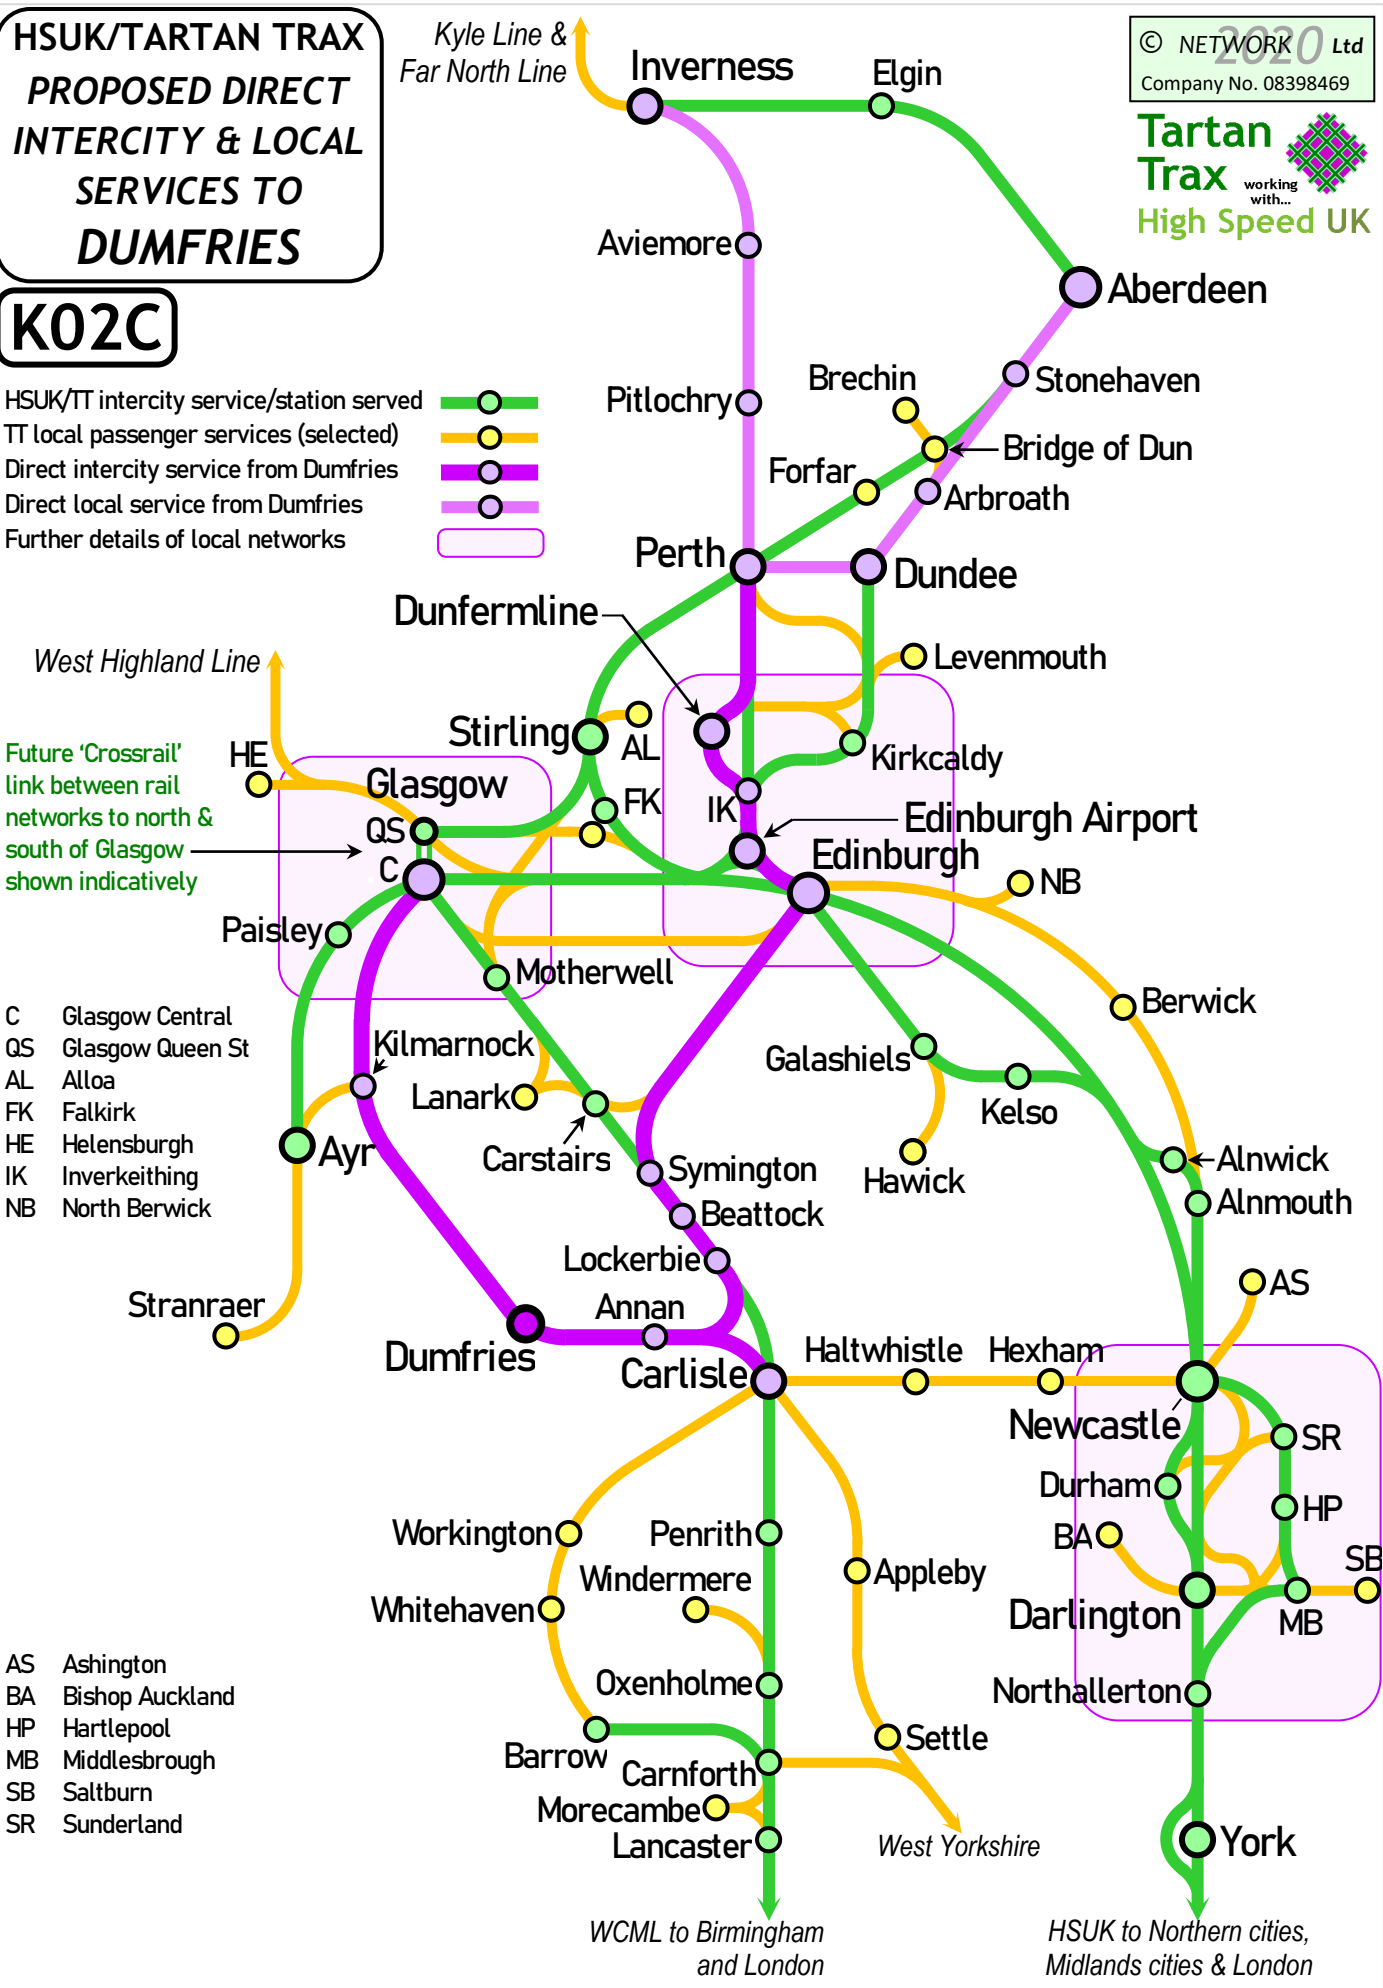 HSUK/TARTAN TRAX
PROPOSED DIRECT
INTERCITY & LOCAL
SERVICES TO
DUMFRIES
K02C
Kyle Line &
Far North Line
© NETWORK 2020 Ltd
Company No. 08398469
Tartan
Trax
working
with...
High Speed UK
HSUK/TT intercity service/station served
TT local passenger services (selected)
Direct intercity service from Dumfries
Direct local service from Dumfries
Further details of local networks
Inverness
Elgin
Aviemore
Aberdeen
Pitlochry
Brechin
Stonehaven
Bridge of Dun
Forfar
Arbroath
Perth
Dundee
Dunfermline
West Highland Line
Levenmouth
Stirling
AL
Kirkcaldy
HE
Future ‘Crossrail’
link between rail
networks to north &
south of Glasgow
shown indicatively
Glasgow
QS
C
FK
IK
Edinburgh Airport
Edinburgh
NB
Paisley
Motherwell
Berwick
C Glasgow Central
QS Glasgow Queen St
AL Alloa
FK Falkirk
HE Helensburgh
IK Inverkeithing
NB North Berwick
Kilmarnock
Lanark
Carstairs
Galashiels
Kelso
Hawick
Ayr
Symington
Beattock
Lockerbie
Alnwick
Alnmouth
Stranraer
Annan
Dumfries
Carlisle
Haltwhistle
Hexham
AS
Newcastle
SR
Durham
HP
BA
SB
Darlington
MB
Northallerton
Workington
Penrith
Windermere
Appleby
Whitehaven
Oxenholme
Barrow
Settle
Carnforth
Morecambe
Lancaster
West Yorkshire
York
AS Ashington
BA Bishop Auckland
HP Hartlepool
MB Middlesbrough
SB Saltburn
SR Sunderland
WCML to Birmingham
and London
HSUK to Northern cities,
Midlands cities & London